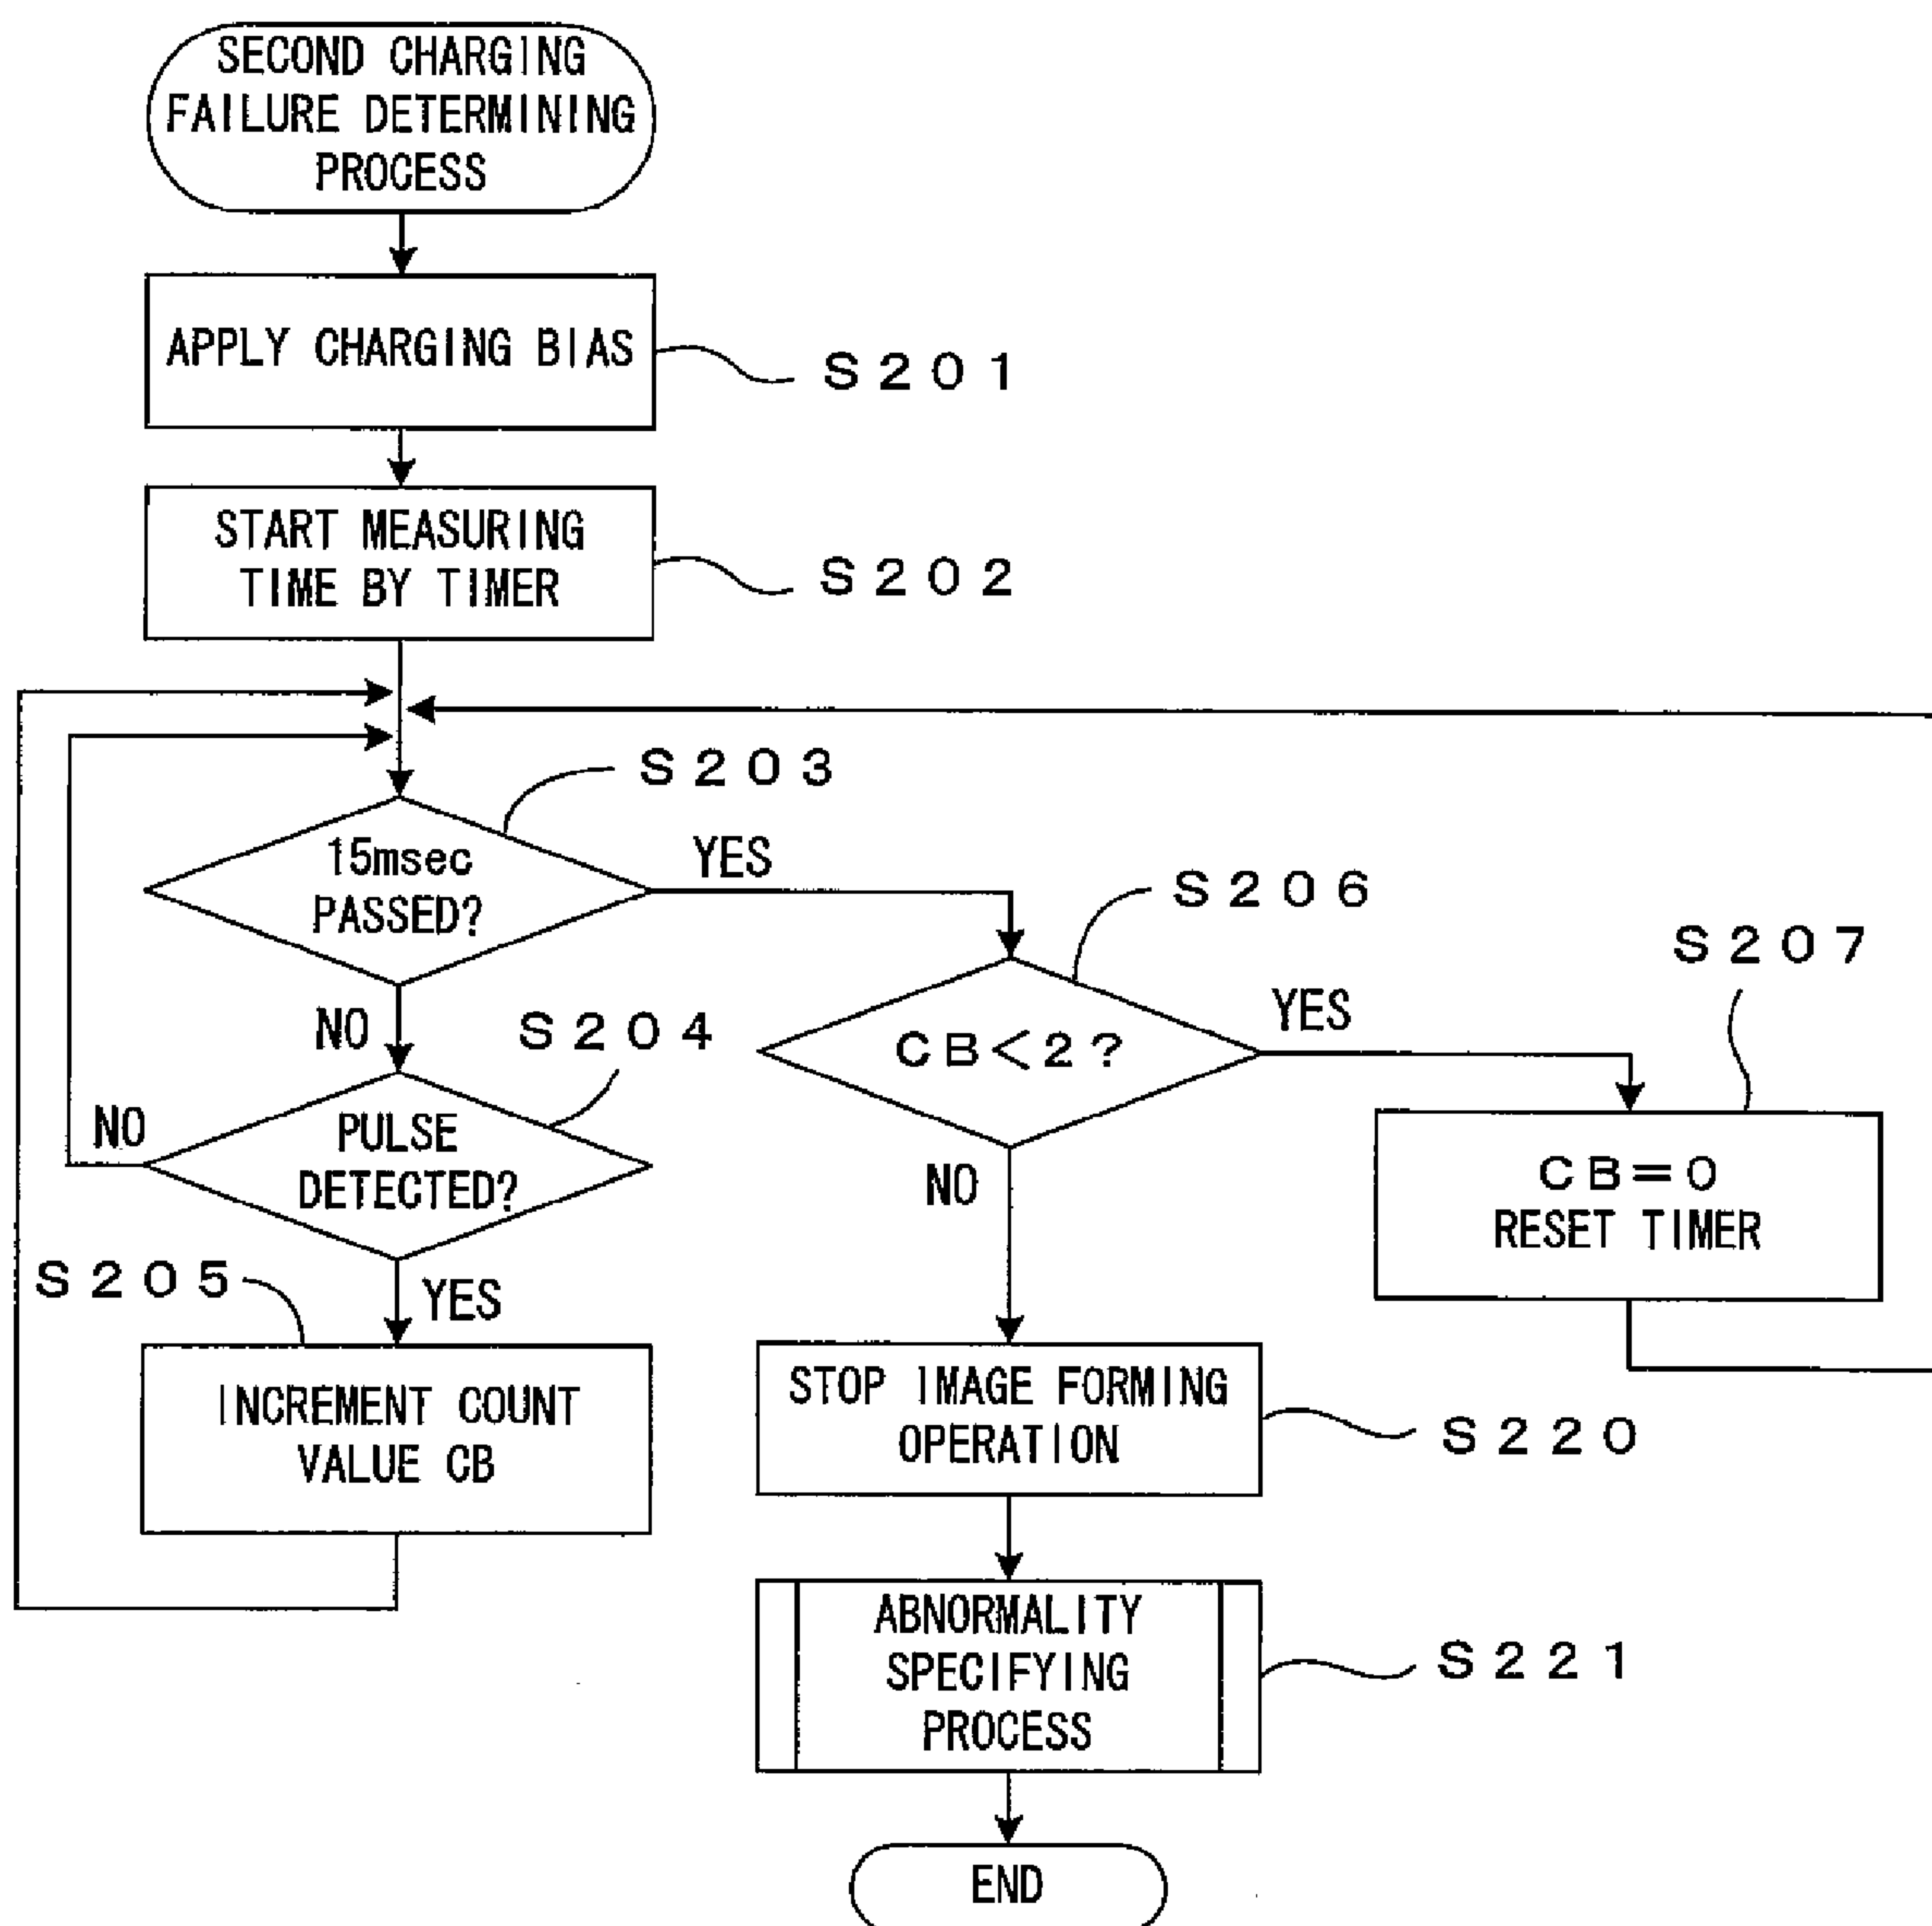 SECOND CHARGING
FAILURE DETERMINING
PROCESS
APPLY CHARGING BIAS
S201
START MEASURING
TIME BY TIMER
S202
S203
15msec
PASSED?
YES
NO
S204
PULSE
DETECTED?
NO
YES
S205
INCREMENT COUNT
VALUE CB
S206
CB<2?
YES
NO
S207
CB=0
RESET TIMER
STOP IMAGE FORMING
OPERATION
S220
ABNORMALITY
SPECIFYING
PROCESS
S221
END